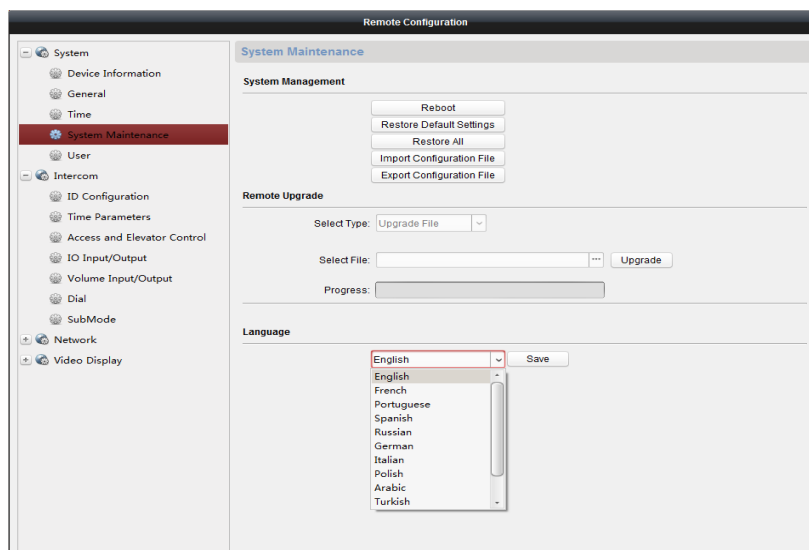 Remote Configuration
System
Device Information
General
Time
System Maintenance
User
Intercom
ID Configuration
Time Parameters
Access and Elevator Control
IO Input/Output
Volume Input/Output
Dial
SubMode
Network
Video Display
System Maintenance
System Management
Reboot
Restore Default Settings
Restore All
Import Configuration File
Export Configuration File
Remote Upgrade
Select Type: Upgrade File
Select File: ... Upgrade
Progress:
Language
English Save
English
French
Portuguese
Spanish
Russian
German
Italian
Polish
Arabic
Turkish